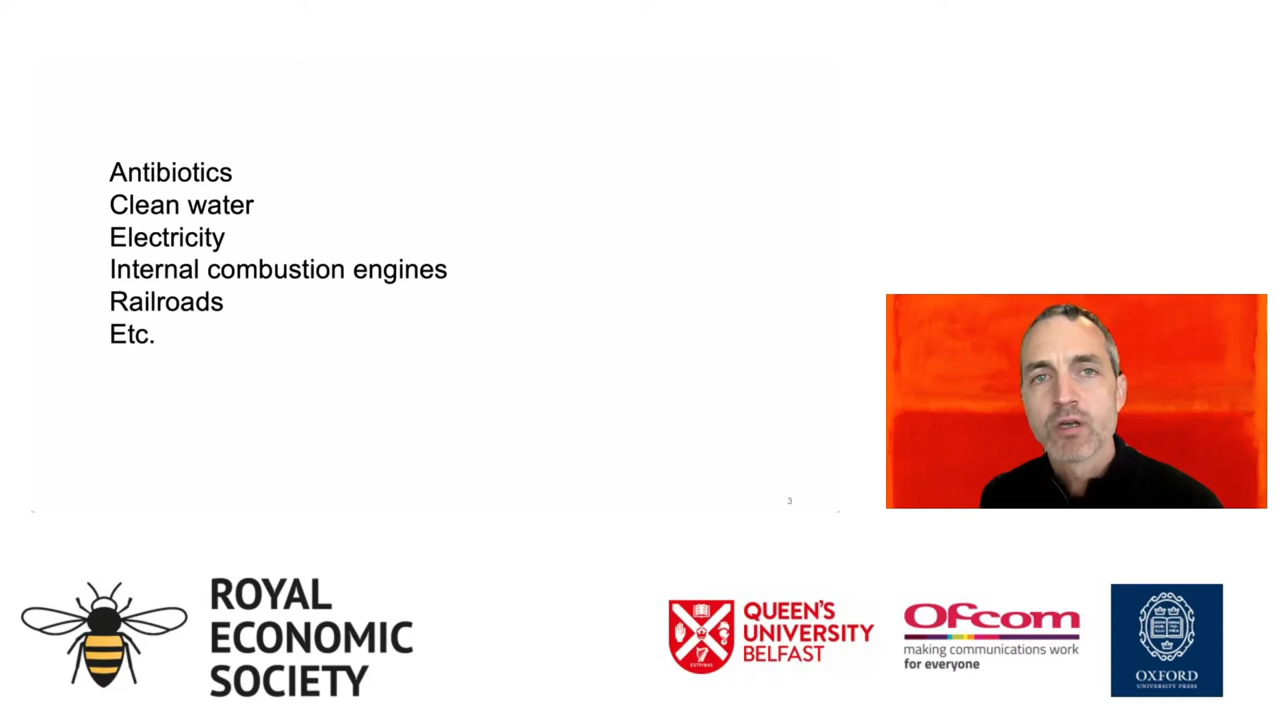 Antibiotics
Clean water
Electricity
Internal combustion engines
Railroads
Etc.
3
ROYAL
ECONOMIC
SOCIETY
QUEEN'S
UNIVERSITY
BELFAST
ESTD1845
Ofcom
making communications work
for everyone
OXFORD
UNIVERSITY PRESS